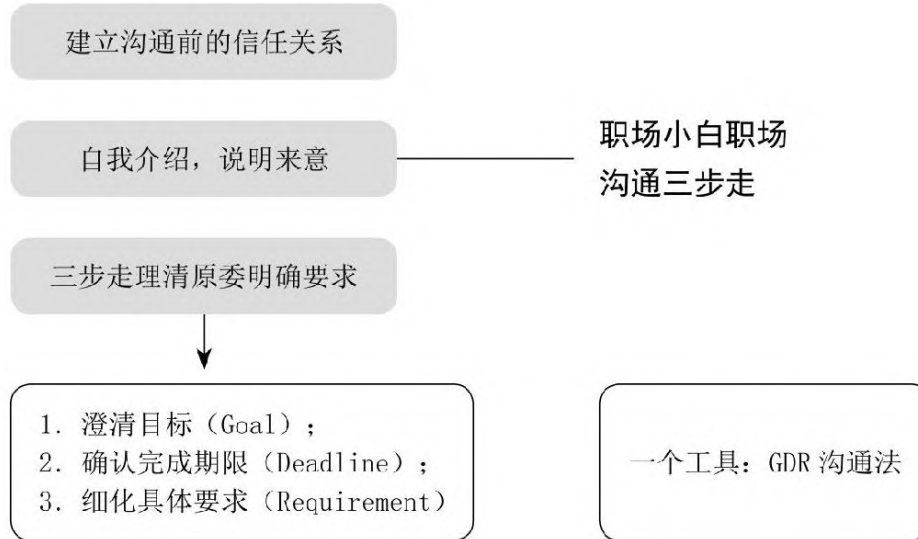 建立沟通前的信任关系
自我介绍，说明来意
职场小白职场
沟通三步走
三步走理清原委明确要求
1. 澄清目标（Goal）；
2. 确认完成期限（Deadline）；
3. 细化具体要求（Requirement）
一个工具：GDR 沟通法